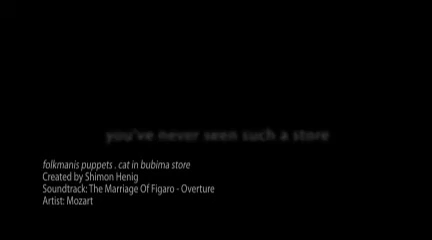 you've never seen such a store
folkmanis puppets . cat in bubima store
Created by Shimon Henig
Soundtrack: The Marriage Of Figaro - Overture
Artist: Mozart